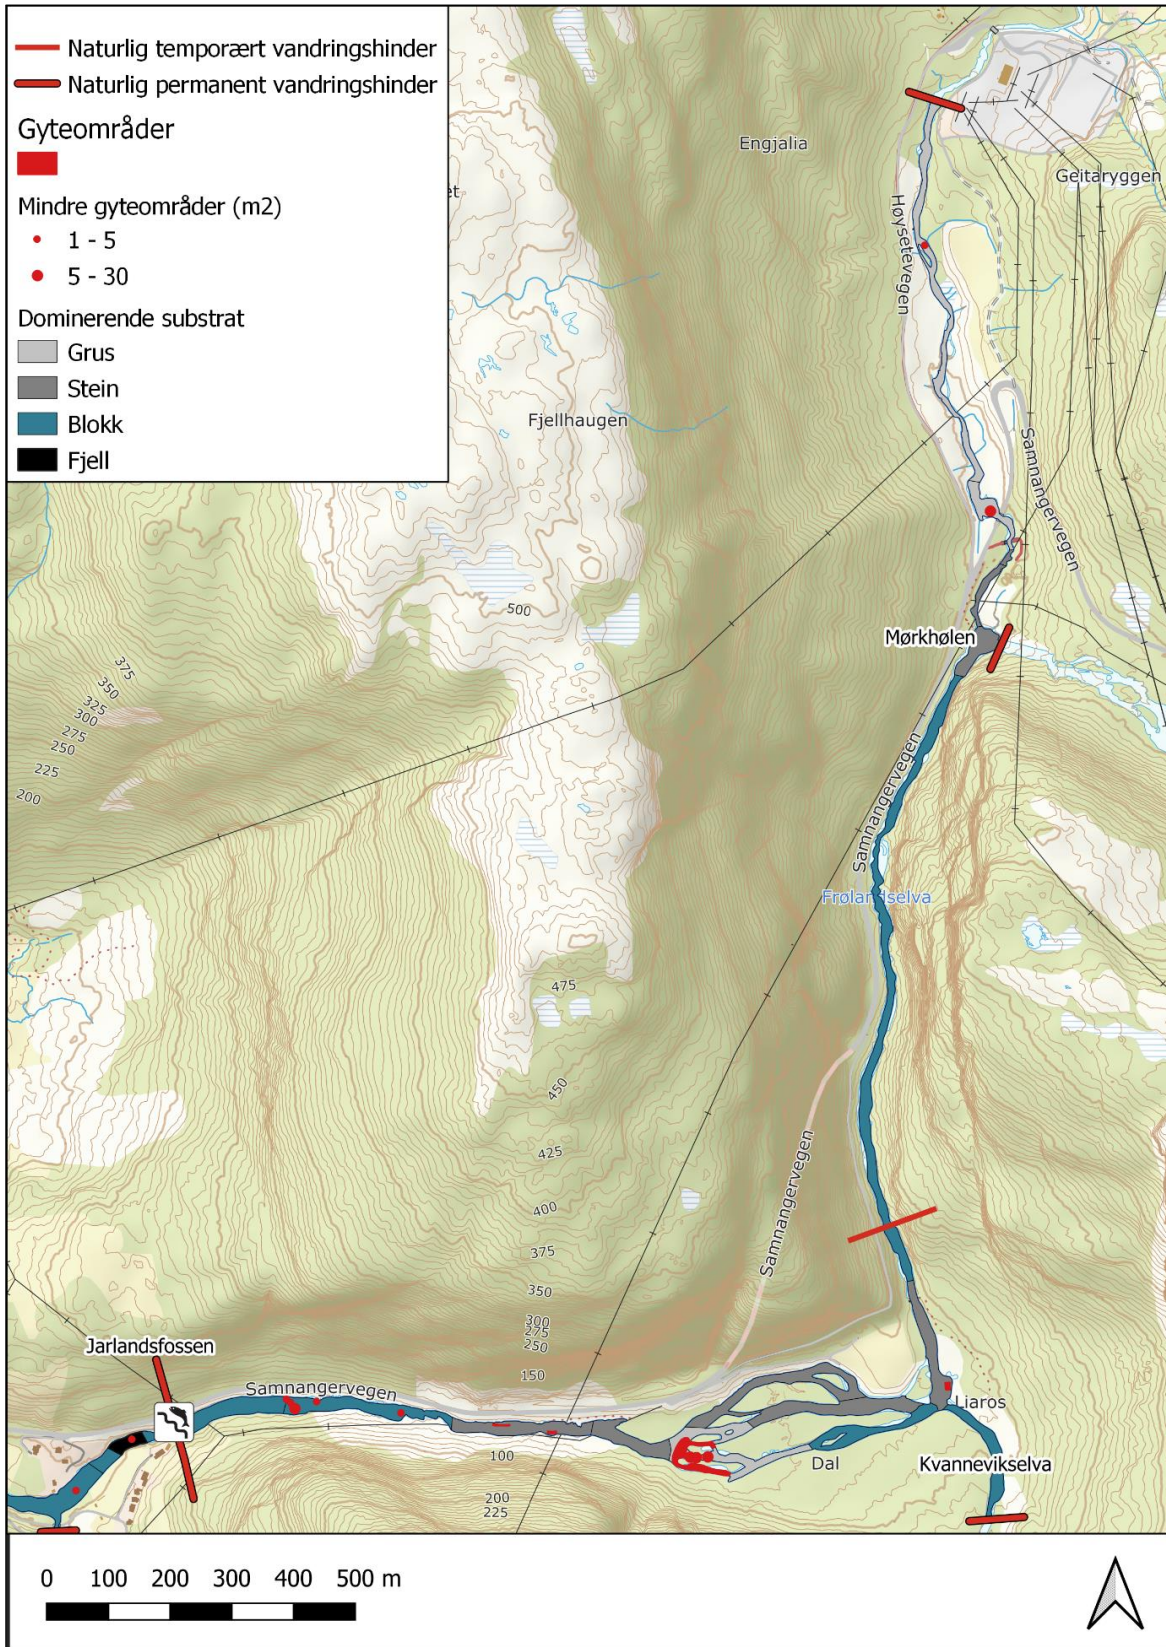 Naturlig temporært vandringshinder
Naturlig permanent vandringshinder
Gyteområder
Mindre gyteområder (m2)
1 - 5
5 - 30
Dominerende substrat
Grus
Stein
Blokk
Fjell
Engjalia
Geitaryggen
Høysetevegen
Fjellhaugen
Samnangervegen
500
Mørkhølen
375
350
325
300
275
250
225
200
Samnangervegen
Frølandselva
475
450
425
400
375
350
300
275
250
150
Samnangervegen
Jarlandsfossen
Samnangervegen
Liaros
Dal
Kvannevikselva
100
200
225
0 100 200 300 400 500 m